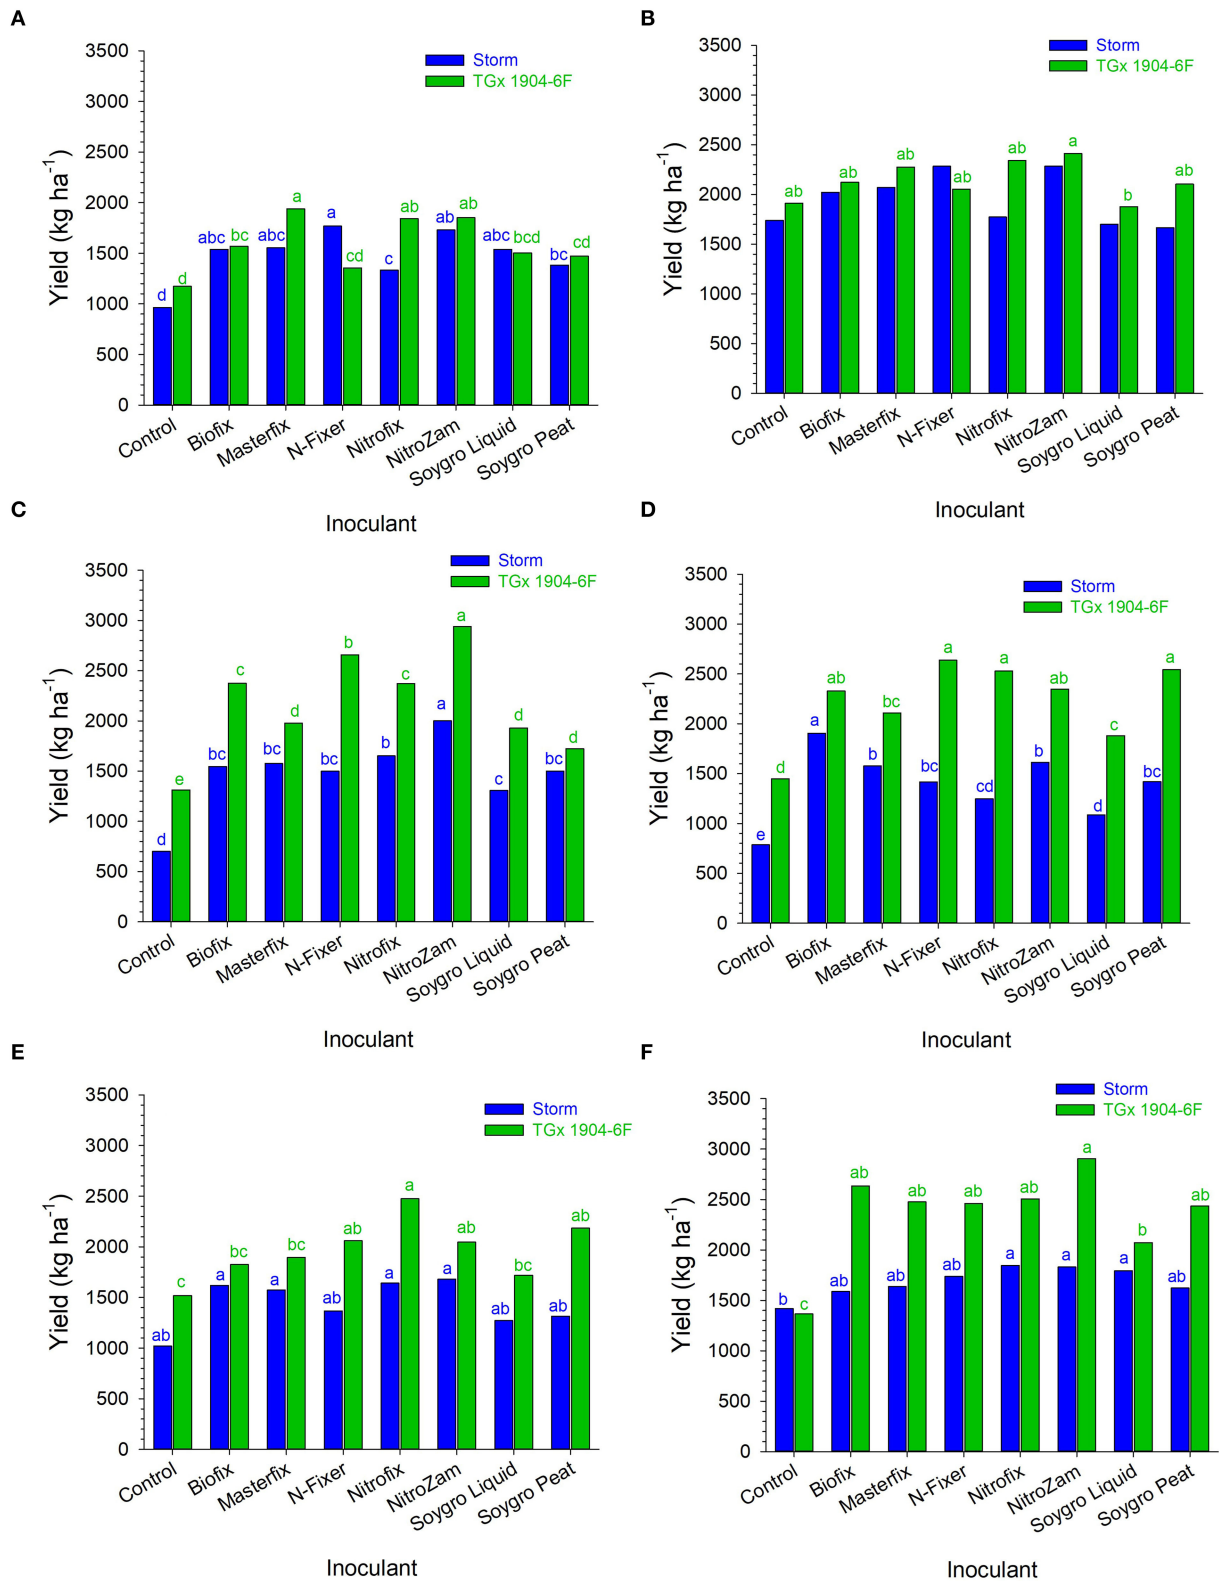 A
Storm
TGx 1904-6F
Yield (kg ha-1)
3500
3000
2500
2000
1500
1000
500
0
d d abc bc abc a a cd c ab ab ab abc bcd bc cd
Control Biofix Masterfix N-Fixer Nitrofix NitroZam Soygro Liquid Soygro Peat
Inoculant
B
Storm
TGx 1904-6F
Yield (kg ha-1)
3500
3000
2500
2000
1500
1000
500
0
ab ab ab ab ab a b ab
Control Biofix Masterfix N-Fixer Nitrofix NitroZam Soygro Liquid Soygro Peat
Inoculant
C
Storm
TGx 1904-6F
Yield (kg ha-1)
3500
3000
2500
2000
1500
1000
500
0
d e bc c bc d bc b b c a a c d bc d
Control Biofix Masterfix N-Fixer Nitrofix NitroZam Soygro Liquid Soygro Peat
Inoculant
D
Storm
TGx 1904-6F
Yield (kg ha-1)
3500
3000
2500
2000
1500
1000
500
0
e d a ab b bc bc a cd a b ab d c bc a
Control Biofix Masterfix N-Fixer Nitrofix NitroZam Soygro Liquid Soygro Peat
Inoculant
E
Storm
TGx 1904-6F
Yield (kg ha-1)
3500
3000
2500
2000
1500
1000
500
0
ab c a bc a bc ab ab a a a ab ab bc ab ab
Control Biofix Masterfix N-Fixer Nitrofix NitroZam Soygro Liquid Soygro Peat
Inoculant
F
Storm
TGx 1904-6F
Yield (kg ha-1)
3500
3000
2500
2000
1500
1000
500
0
b c ab ab ab ab ab ab a ab a a a b ab ab
Control Biofix Masterfix N-Fixer Nitrofix NitroZam Soygro Liquid Soygro Peat
Inoculant